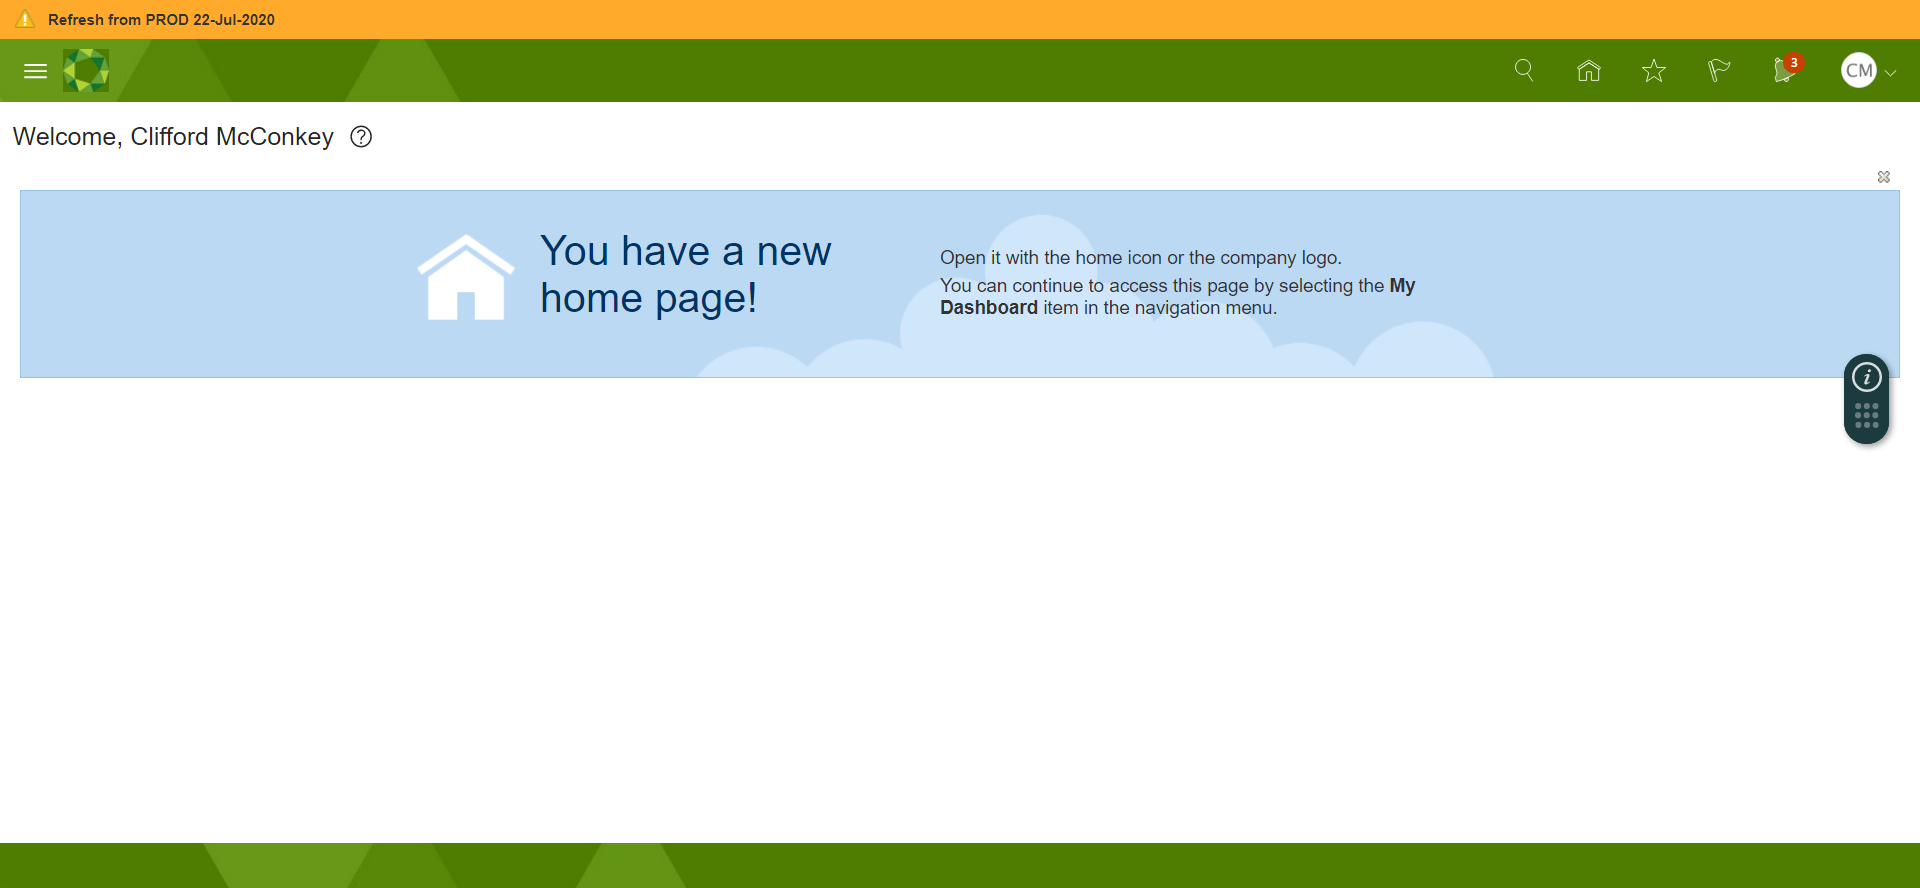 Refresh from PROD 22-Jul-2020
3
CM
Welcome, Clifford McConkey
You have a new
home page!
Open it with the home icon or the company logo.
You can continue to access this page by selecting the My
Dashboard item in the navigation menu.